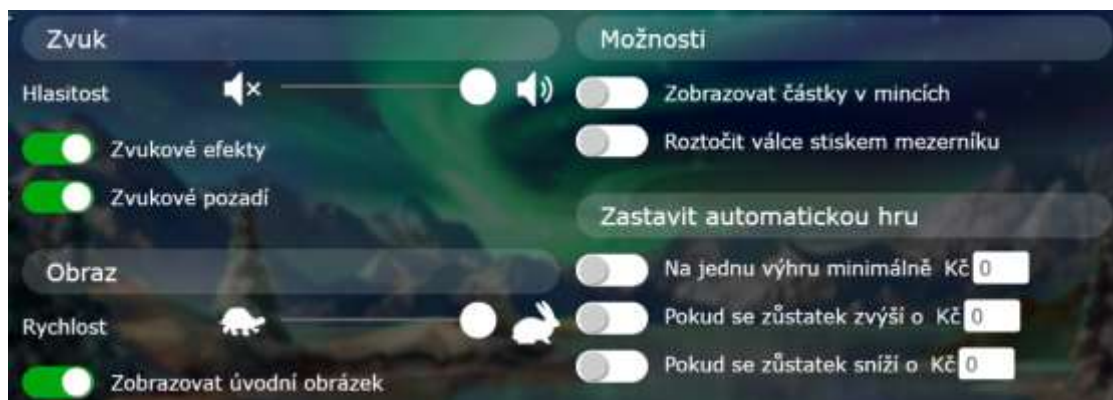 Zvuk
Hlasitost
Zvukové efekty
Zvukové pozadí
Obraz
Rychlost
Zobrazovat úvodní obrázek
Možnosti
Zobrazovat částky v mincích
Roztočit válce stiskem mezerníku
Zastavit automatickou hru
Na jednu výhru minimálně Kč 0
Pokud se zůstatek zvýší o Kč 0
Pokud se zůstatek sníží o Kč 0